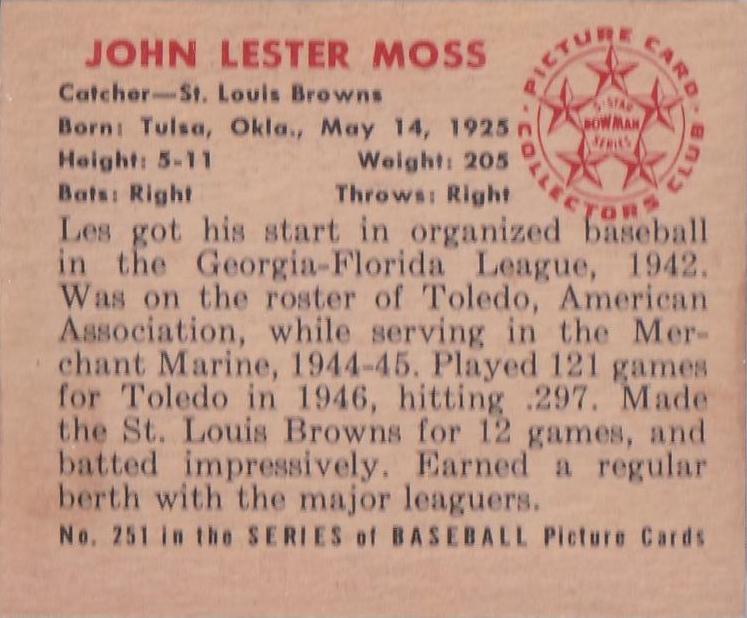 JOHN LESTER MOSS
Catcher—St. Louis Browns
Born: Tulsa, Okla., May 14, 1925
Height: 5-11 Weight: 205
Bats: Right Throws: Right
PICTURE CARD COLLECTORS CLUB
5-STAR
BOWMAN
SERIES
Les got his start in organized baseball
in the Georgia-Florida League, 1942.
Was on the roster of Toledo, American
Association, while serving in the Mer-
chant Marine, 1944-45. Played 121 games
for Toledo in 1946, hitting .297. Made
the St. Louis Browns for 12 games, and
batted impressively. Earned a regular
berth with the major leaguers.
No. 251 in the SERIES of BASEBALL Picture Cards